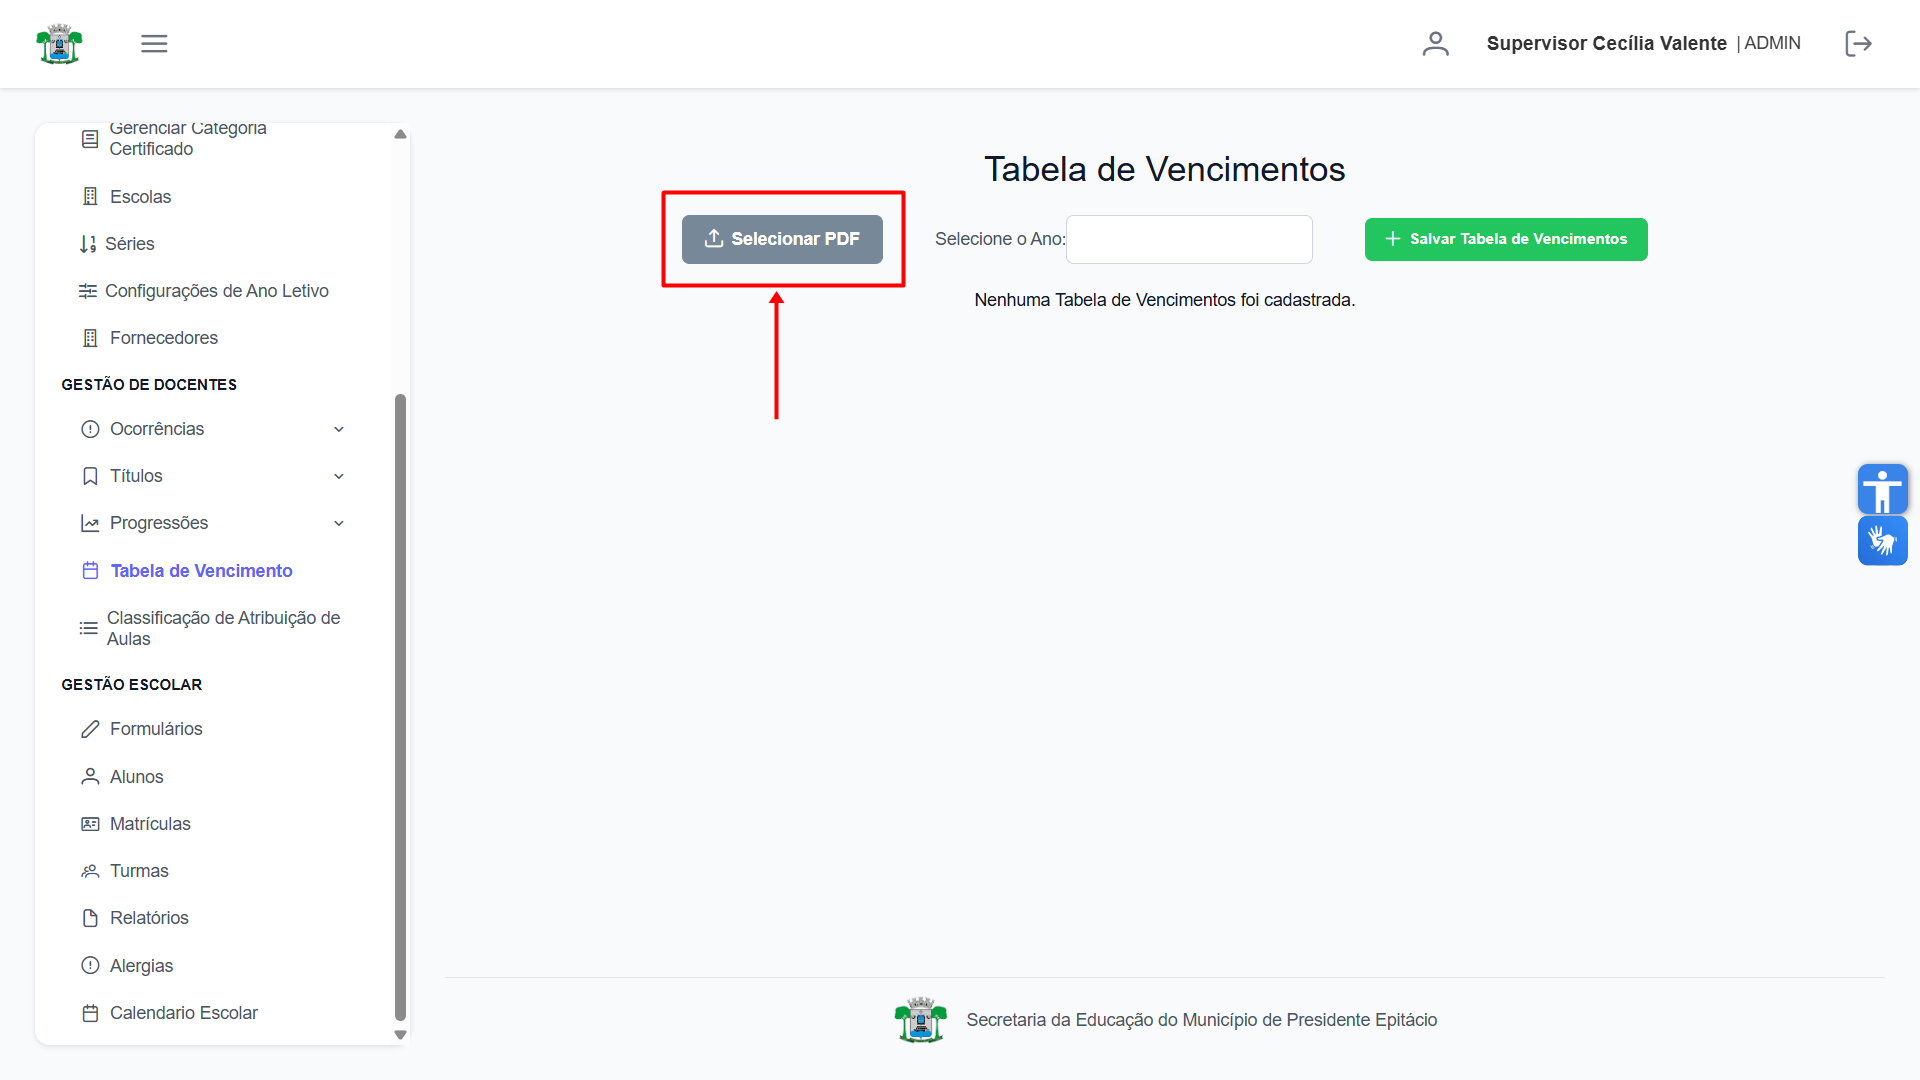 Supervisor Cecília Valente | ADMIN
Gerenciar Categoria
Certificado
Escolas
Séries
Configurações de Ano Letivo
Fornecedores
GESTÃO DE DOCENTES
Ocorrências
Títulos
Progressões
Tabela de Vencimento
Classificação de Atribuição de
Aulas
GESTÃO ESCOLAR
Formulários
Alunos
Matrículas
Turmas
Relatórios
Alergias
Calendario Escolar
Tabela de Vencimentos
Selecionar PDF
Selecione o Ano:
Salvar Tabela de Vencimentos
Nenhuma Tabela de Vencimentos foi cadastrada.
Secretaria da Educação do Município de Presidente Epitácio